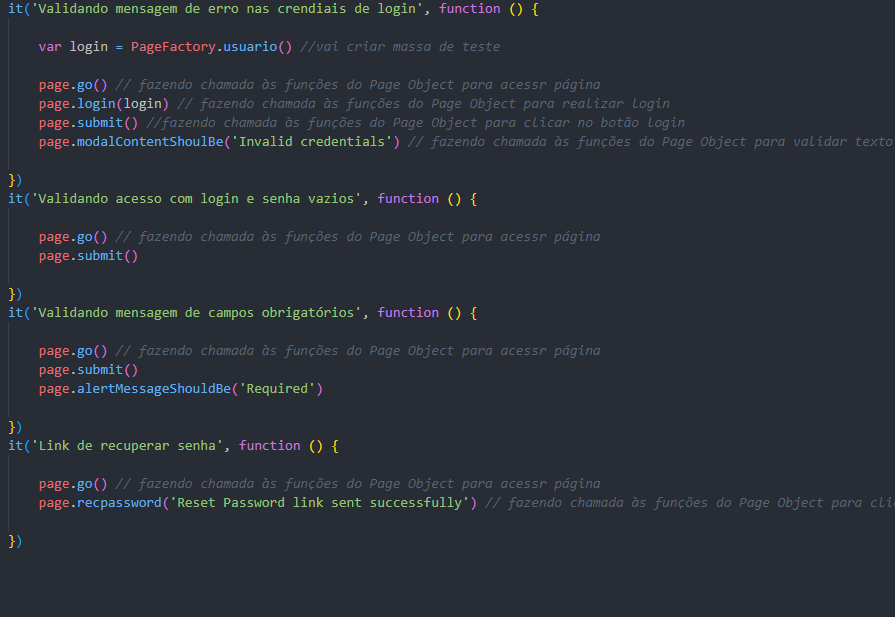 it('Validando mensagem de erro nas crendiais de login', function () {
var login = PageFactory.usuario() //vai criar massa de teste
page.go() // fazendo chamada às funções do Page Object para acessr página
page.login(login) // fazendo chamada às funções do Page Object para realizar login
page.submit() //fazendo chamada às funções do Page Object para clicar no botão login
page.modalContentShoulBe('Invalid credentials') // fazendo chamada às funções do Page Object para validar texto
})
it('Validando acesso com login e senha vazios', function () {
page.go() // fazendo chamada às funções do Page Object para acessr página
page.submit()
})
it('Validando mensagem de campos obrigatórios', function () {
page.go() // fazendo chamada às funções do Page Object para acessr página
page.submit()
page.alertMessageShouldBe('Required')
})
it('Link de recuperar senha', function () {
page.go() // fazendo chamada às funções do Page Object para acessr página
page.recpassword('Reset Password link sent successfully') // fazendo chamada às funções do Page Object para cli
})